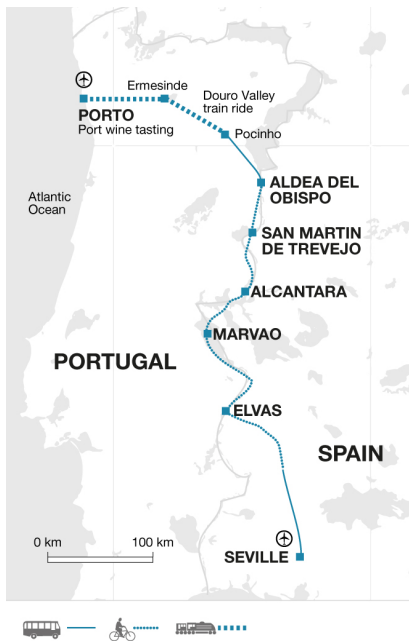 Ermesinde
Douro Valley
train ride
PORTO
Port wine tasting
Pocinho
ALDEA DEL
OBISPO
Atlantic
Ocean
SAN MARTIN
DE TREVEJO
ALCANTARA
MARVAO
PORTUGAL
ELVAS
SPAIN
0 km
100 km
SEVILLE